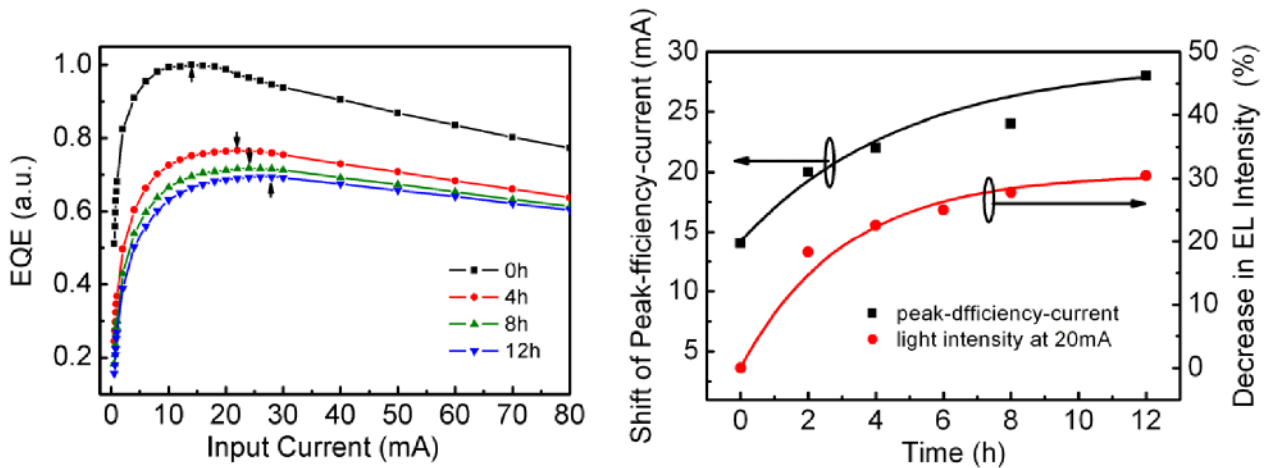 1.0
0.8
0.6
0.4
0.2
EQE (a.u.)
0h
4h
8h
12h
0 10 20 30 40 50 60 70 80
Input Current (mA)
30
25
20
15
10
5
Shift of Peak-fficiency-current (mA)
50
40
30
20
10
0
Decrease in EL Intensity (%)
peak-dfficiency-current
light intensity at 20mA
0 2 4 6 8 10 12
Time (h)